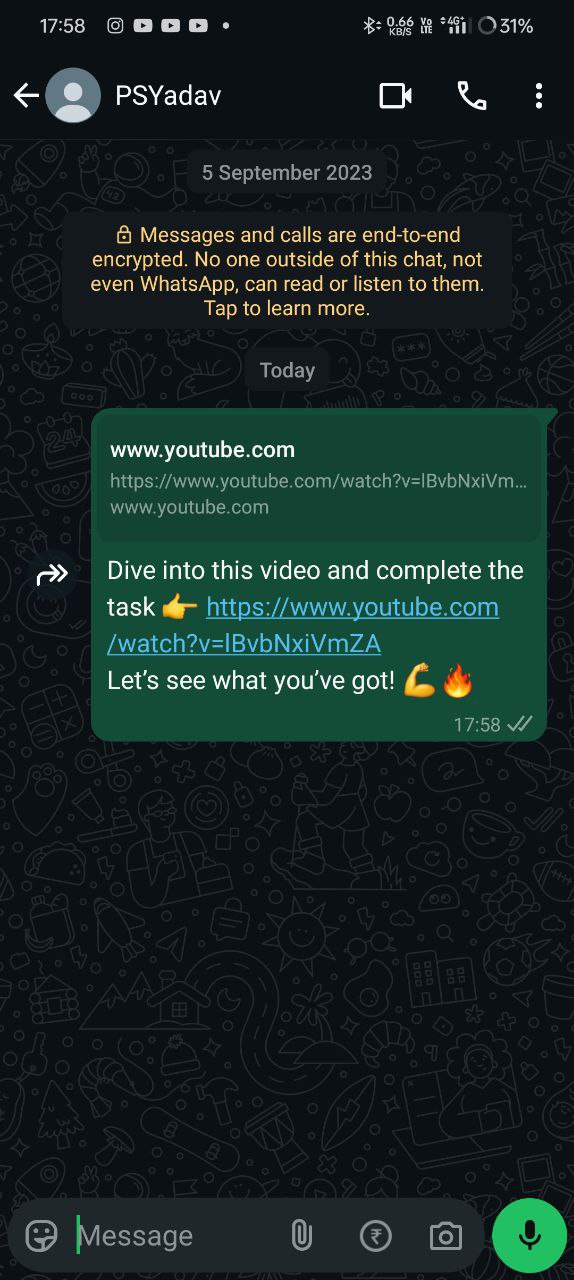 17:58
0.66 KB/S
Vo LTE
4G+
31%
PSYadav
5 September 2023
Messages and calls are end-to-end
encrypted. No one outside of this chat, not
even WhatsApp, can read or listen to them.
Tap to learn more.
Today
www.youtube.com
https://www.youtube.com/watch?v=lBvbNxiVm...
www.youtube.com
Dive into this video and complete the
task 👉 https://www.youtube.com
/watch?v=lBvbNxiVmZA
Let’s see what you’ve got! 💪🔥
17:58
Message